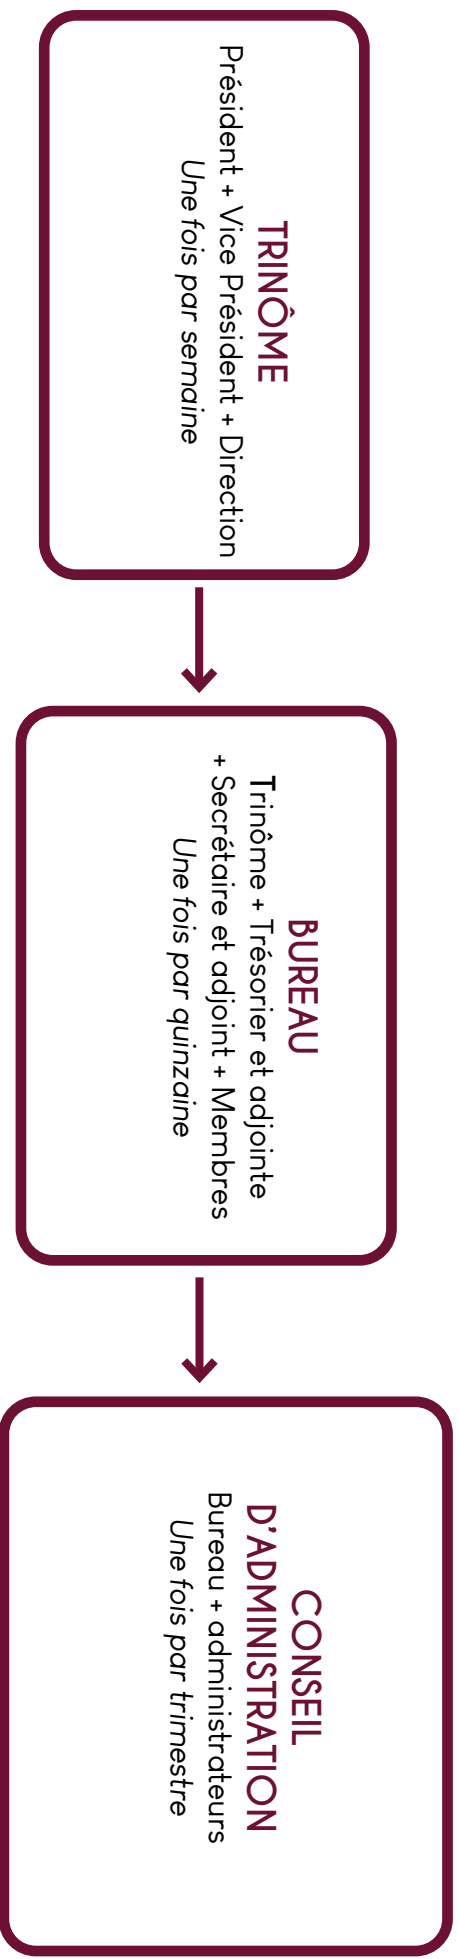 TRINÔME
Président + Vice Président + Direction
Une fois par semaine
BUREAU
Trinôme + Trésorier et adjointe
+ Secrétaire et adjoint + Membres
Une fois par quinzaine
CONSEIL
D'ADMINISTRATION
Bureau + administrateurs
Une fois par trimestre